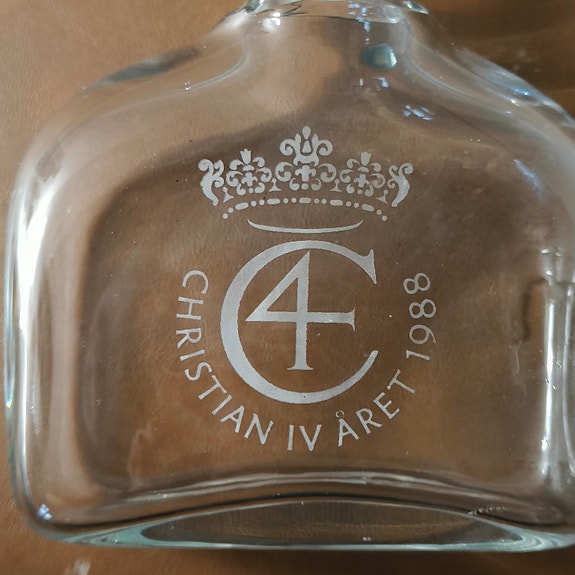 C4
CHRISTIAN IV ÅRET 1988